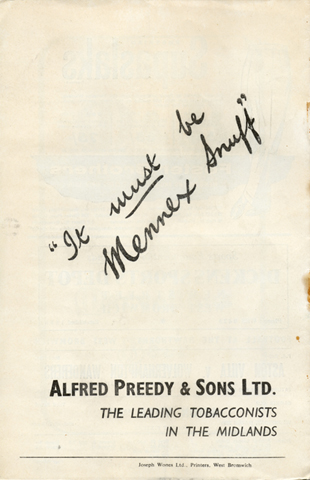 "It must be
Mennex Snuff"
ALFRED PREEDY & SONS LTD.
THE LEADING TOBACCONISTS
IN THE MIDLANDS
Joseph Wones Ltd., Printers, West Bromwich